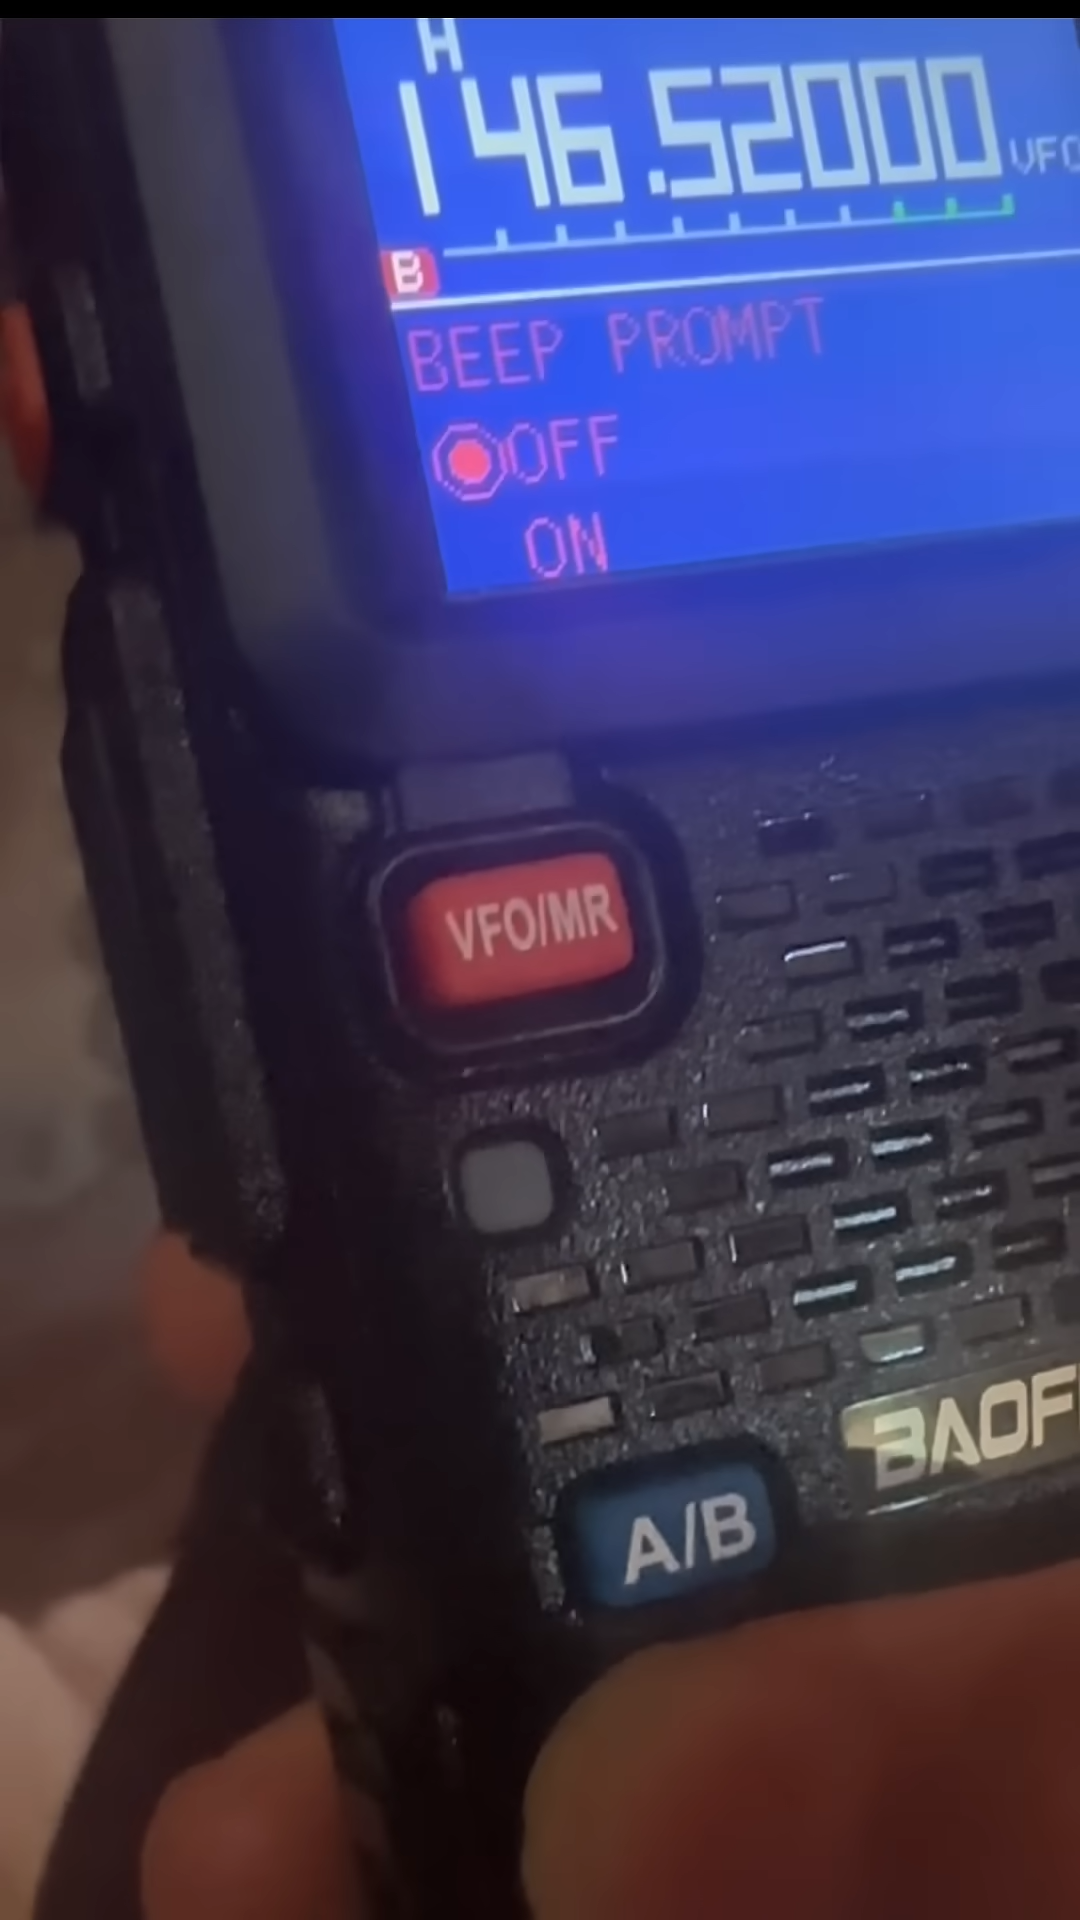 H
146.52000
VFO
B
BEEP PROMPT
OFF
ON
VFO/MR
BAOF
A/B